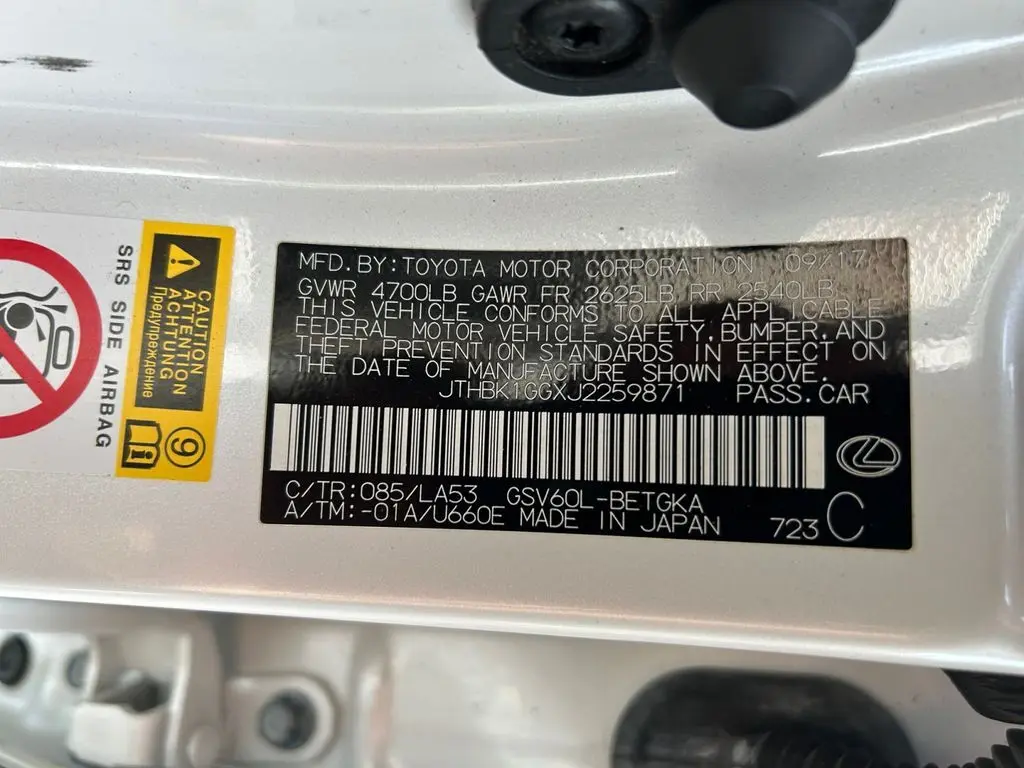 MFD. BY: TOYOTA MOTOR CORPORATION 09/17
GVWR 4700LB GAWR FR 2625LB RR 2540LB
THIS VEHICLE CONFORMS TO ALL APPLICABLE
FEDERAL MOTOR VEHICLE SAFETY, BUMPER, AND
THEFT PREVENTION STANDARDS IN EFFECT ON
THE DATE OF MANUFACTURE SHOWN ABOVE.
JTHBK1GGXJ2259871 PASS. CAR
C/TR: 085/LA53 GSV60L-BETGKA
A/TM: -01A/U660E MADE IN JAPAN 723 C
SRS SIDE AIRBAG
CAUTION
ATTENTION
ACHTUNG
Предупреждение
9